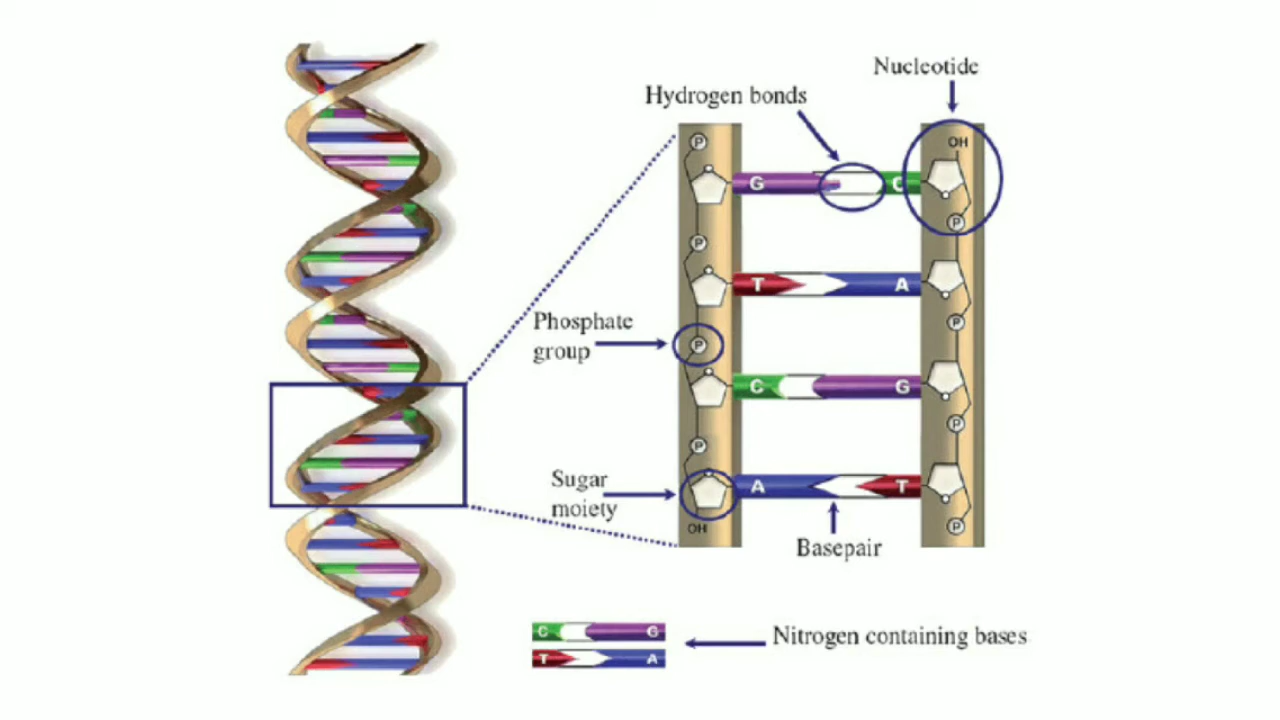 Nucleotide
Hydrogen bonds
P
OH
G
C
P
P
T
A
Phosphate
group
P
P
C
G
P
P
Sugar
moiety
A
T
OH
P
Basepair
C
G
Nitrogen containing bases
T
A